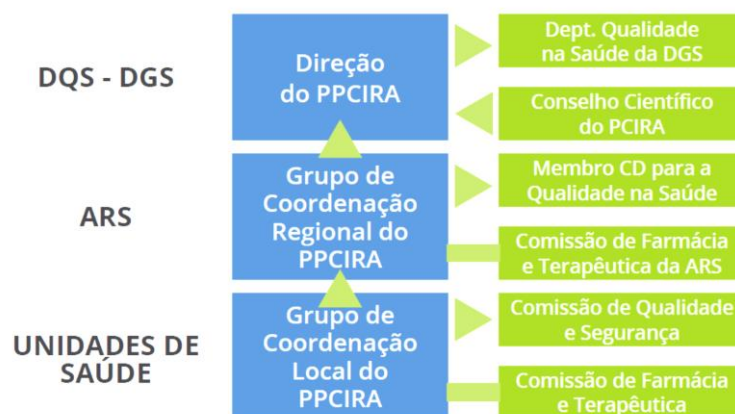 DQS - DGS
Direção
do PPCIRA
Dept. Qualidade
na Saúde da DGS
Conselho Científico
do PCIRA
ARS
Grupo de
Coordenação
Regional do
PPCIRA
Membro CD para a
Qualidade na Saúde
Comissão de Farmácia
e Terapêutica da ARS
UNIDADES DE
SAÚDE
Grupo de
Coordenação
Local do
PPCIRA
Comissão de Qualidade
e Segurança
Comissão de Farmácia
e Terapêutica